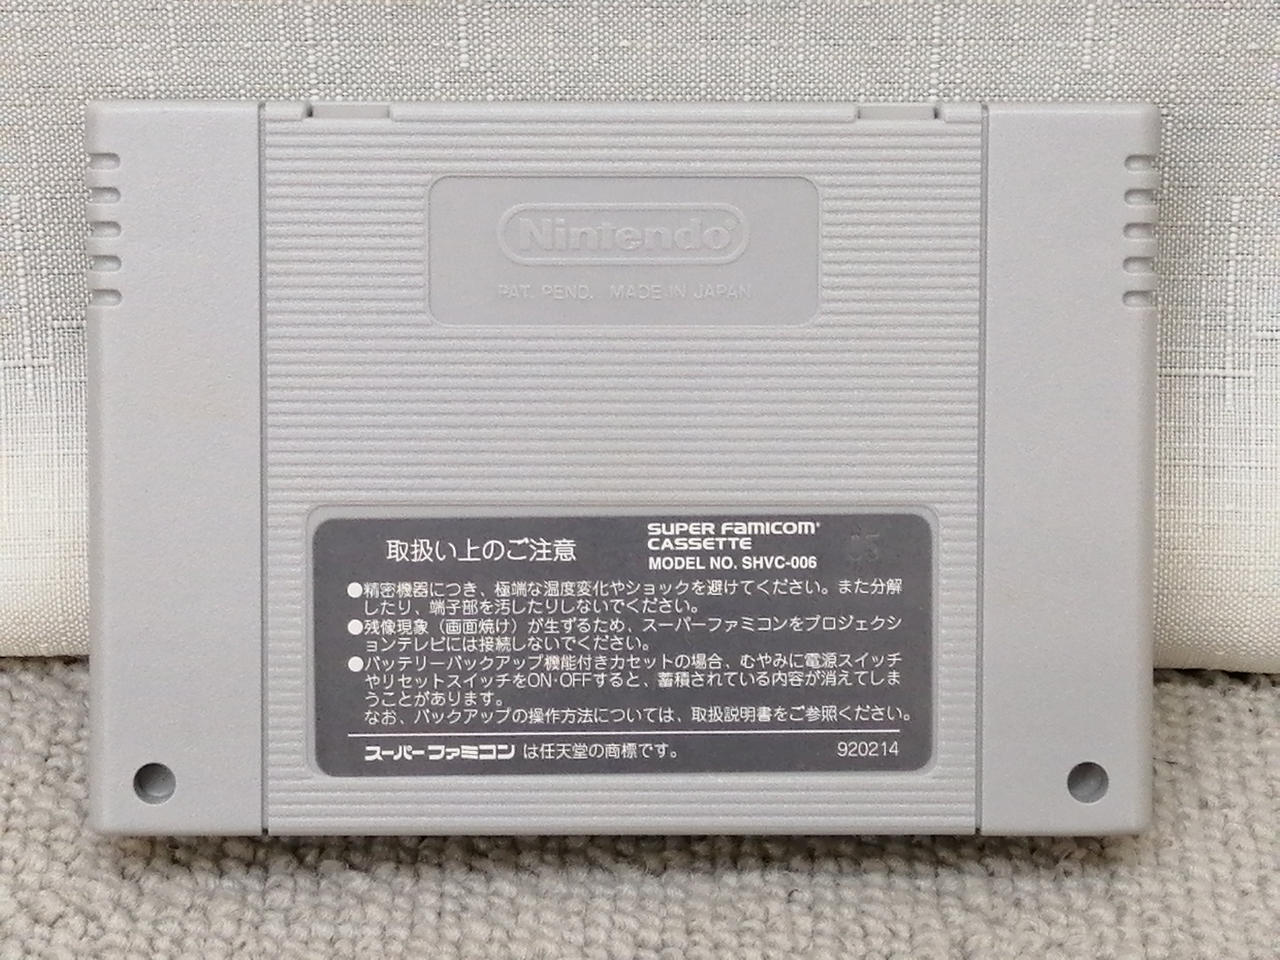 Nintendo
PAT. PEND. MADE IN JAPAN
取扱い上のご注意
SUPER FAMICOM
CASSETTE
MODEL NO. SHVC-006
●精密機器につき、極端な温度変化やショックを避けてください。また分解
したり、端子部を汚したりしないでください。
●残像現象(画面焼け)が生ずるため、スーパーファミコンをプロジェクシ
ョンテレビには接続しないでください。
●バッテリーバックアップ機能付きカセットの場合、むやみに電源スイッチ
やリセットスイッチをON・OFFすると、蓄積されている内容が消えてしま
うことがあります。
なお、バックアップの操作方法については、取扱説明書をご参照ください。
スーパーファミコン は任天堂の商標です。 920214